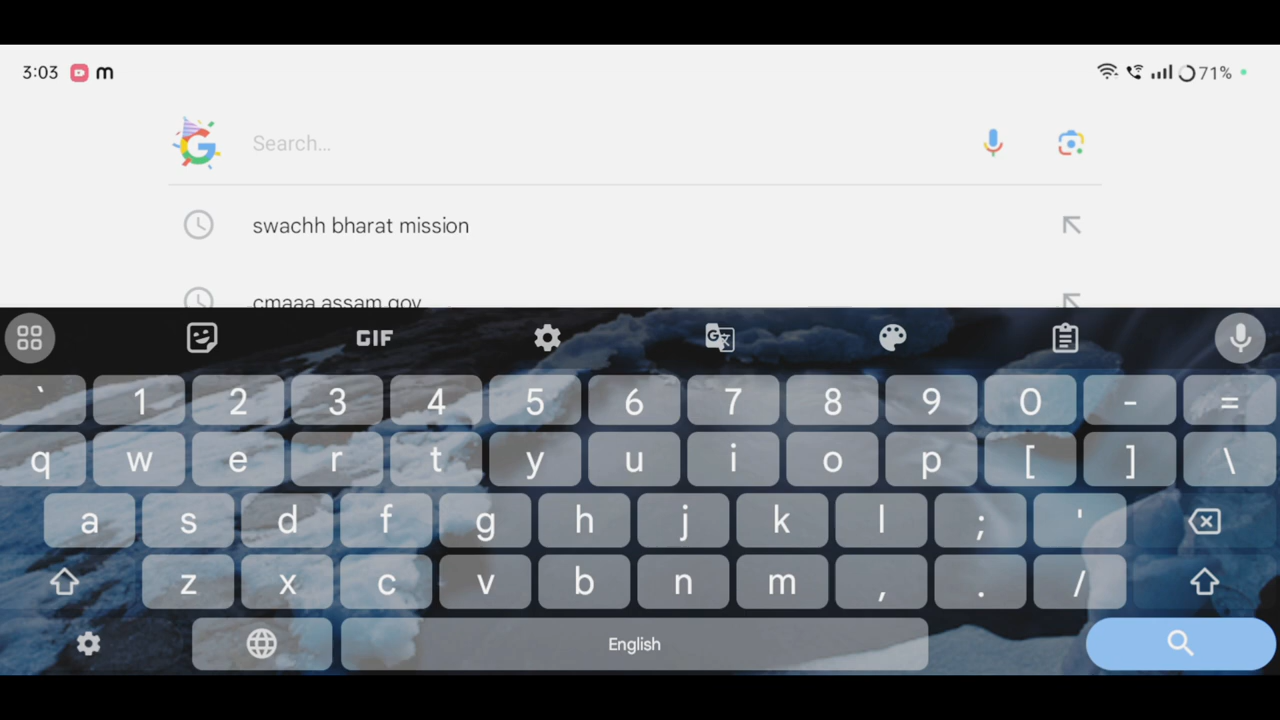 3:03 m 71%
Search...
swachh bharat mission
cmaaa assam gov
GIF
` 1 2 3 4 5 6 7 8 9 0 - =
q w e r t y u i o p [ ] \
a s d f g h j k l ; '
z x c v b n m , . /
English